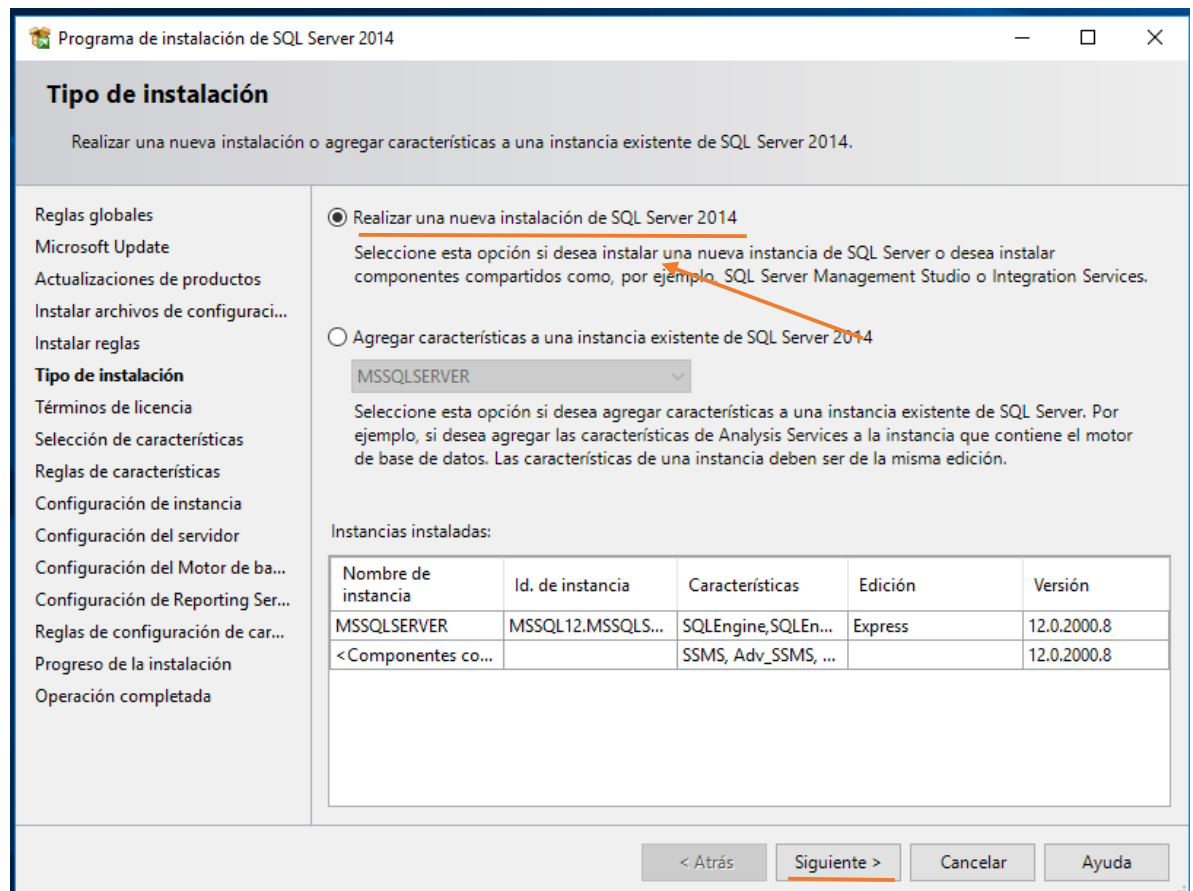 Programa de instalación de SQL Server 2014
Tipo de instalación
Realizar una nueva instalación o agregar características a una instancia existente de SQL Server 2014.
Reglas globales
Microsoft Update
Actualizaciones de productos
Instalar archivos de configuraci...
Instalar reglas
Tipo de instalación
Términos de licencia
Selección de características
Reglas de características
Configuración de instancia
Configuración del servidor
Configuración del Motor de ba...
Configuración de Reporting Ser...
Reglas de configuración de car...
Progreso de la instalación
Operación completada
Realizar una nueva instalación de SQL Server 2014
Seleccione esta opción si desea instalar una nueva instancia de SQL Server o desea instalar
componentes compartidos como, por ejemplo, SQL Server Management Studio o Integration Services.
Agregar características a una instancia existente de SQL Server 2014
MSSQLSERVER
Seleccione esta opción si desea agregar características a una instancia existente de SQL Server. Por
ejemplo, si desea agregar las características de Analysis Services a la instancia que contiene el motor
de base de datos. Las características de una instancia deben ser de la misma edición.
Instancias instaladas:
Nombre de
instancia Id. de instancia Características Edición Versión
MSSQLSERVER MSSQL12.MSSQLS... SQLEngine,SQLEn... Express 12.0.2000.8
<Componentes co... SSMS, Adv_SSMS, ... 12.0.2000.8
< Atrás Siguiente > Cancelar Ayuda